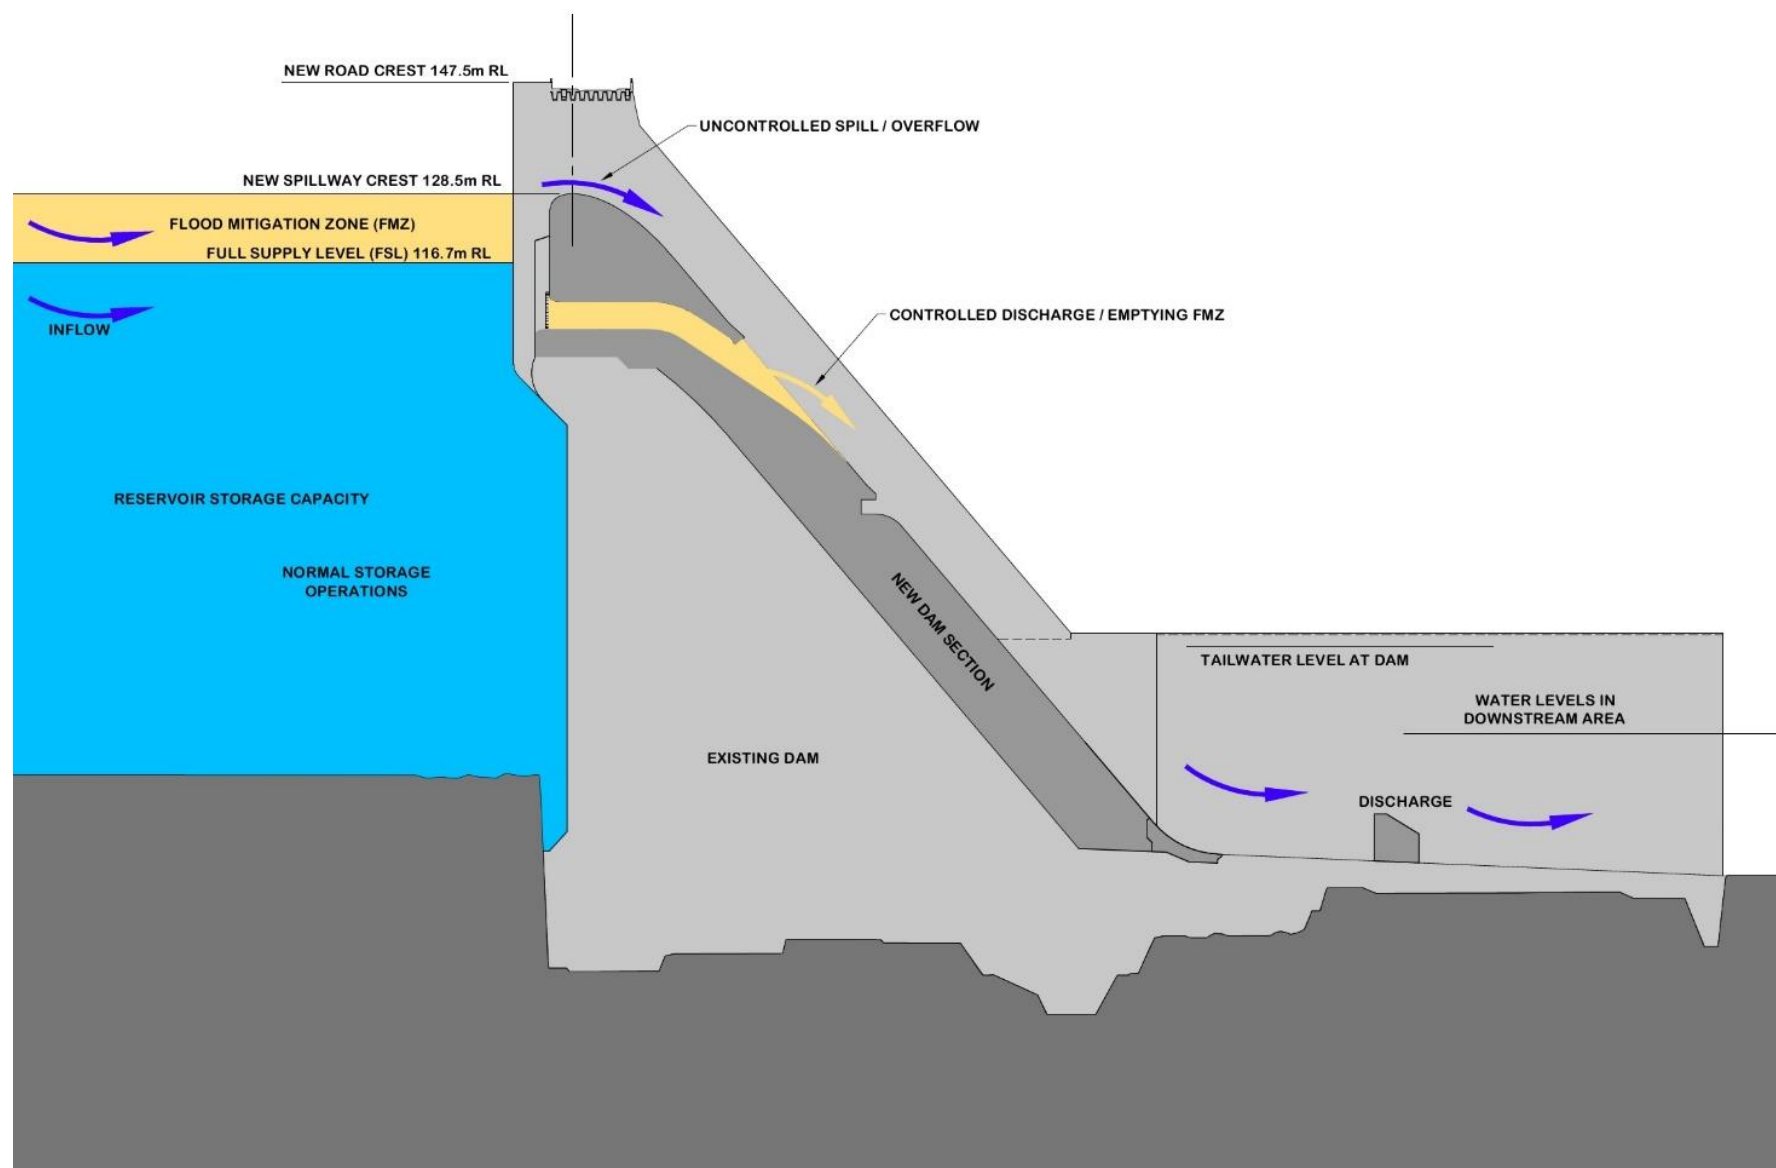 NEW ROAD CREST 147.5m RL
UNCONTROLLED SPILL / OVERFLOW
NEW SPILLWAY CREST 128.5m RL
FLOOD MITIGATION ZONE (FMZ)
FULL SUPPLY LEVEL (FSL) 116.7m RL
INFLOW
CONTROLLED DISCHARGE / EMPTYING FMZ
RESERVOIR STORAGE CAPACITY
NORMAL STORAGE
OPERATIONS
NEW DAM SECTION
TAILWATER LEVEL AT DAM
WATER LEVELS IN
DOWNSTREAM AREA
EXISTING DAM
DISCHARGE